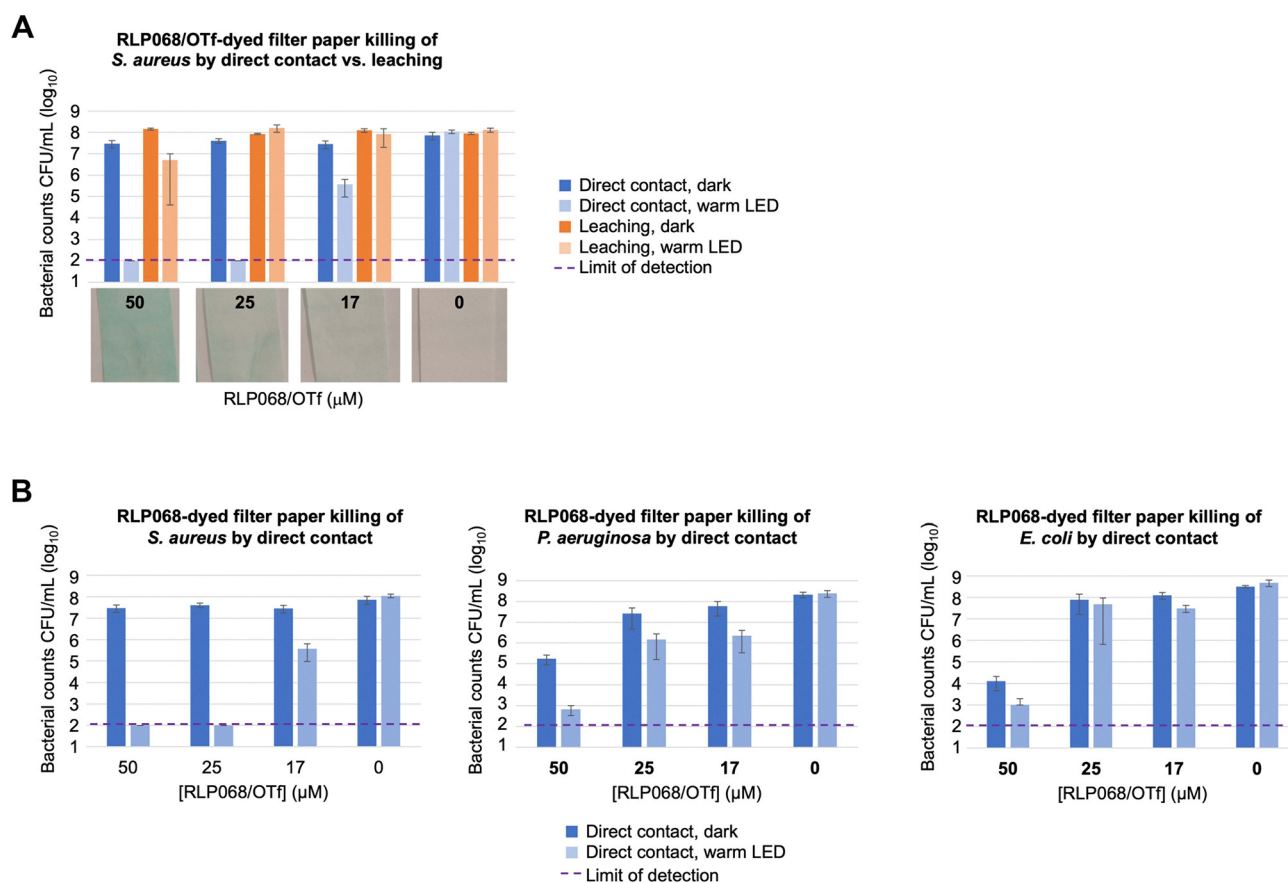 A
RLP068/OTf-dyed filter paper killing of
S. aureus by direct contact vs. leaching
Bacterial counts CFU/mL (log10)
9
8
7
6
5
4
3
2
1
50
25
17
0
RLP068/OTf (µM)
Direct contact, dark
Direct contact, warm LED
Leaching, dark
Leaching, warm LED
Limit of detection
B
RLP068-dyed filter paper killing of
S. aureus by direct contact
Bacterial counts CFU/mL (log10)
9
8
7
6
5
4
3
2
1
50
25
17
0
[RLP068/OTf] (µM)
RLP068-dyed filter paper killing of
P. aeruginosa by direct contact
Bacterial counts CFU/mL (log10)
9
8
7
6
5
4
3
2
1
50
25
17
0
[RLP068/OTf] (µM)
RLP068-dyed filter paper killing of
E. coli by direct contact
Bacterial counts CFU/mL (log10)
9
8
7
6
5
4
3
2
1
50
25
17
0
[RLP068/OTf] (µM)
Direct contact, dark
Direct contact, warm LED
Limit of detection